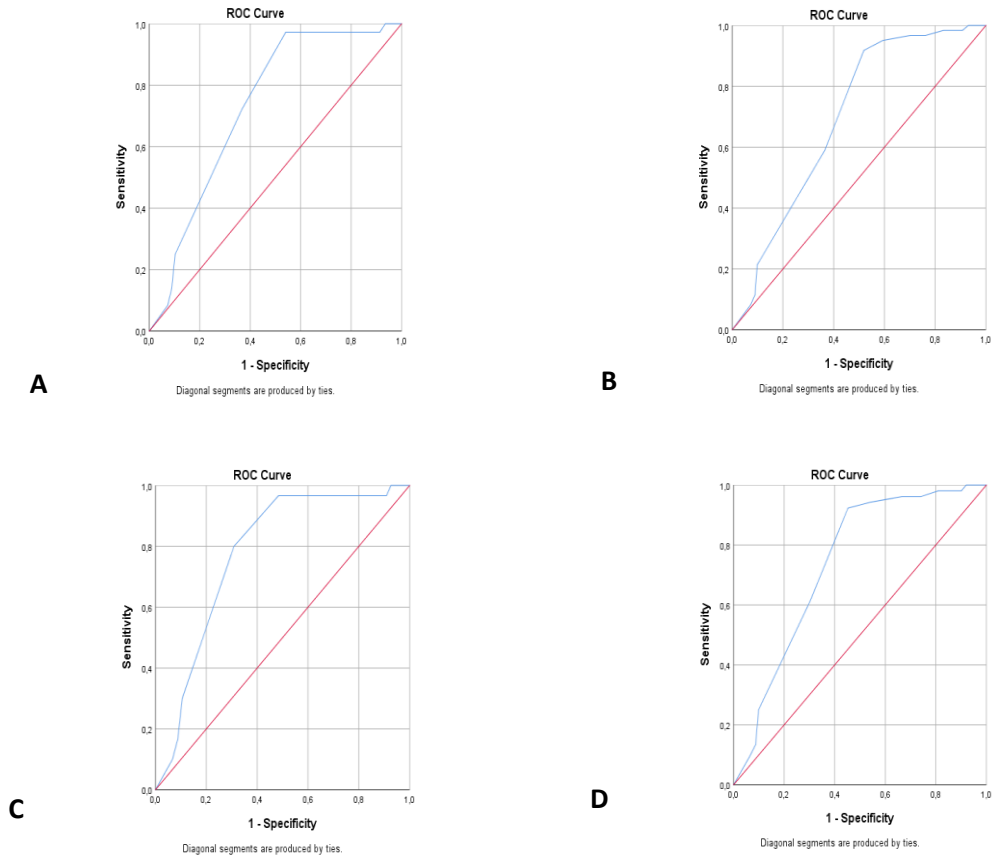 ROC Curve
1,0
0,8
0,6
0,4
0,2
0,0
Sensitivity
0,0 0,2 0,4 0,6 0,8 1,0
1 - Specificity
Diagonal segments are produced by ties.
A
ROC Curve
1,0
0,8
0,6
0,4
0,2
0,0
Sensitivity
0,0 0,2 0,4 0,6 0,8 1,0
1 - Specificity
Diagonal segments are produced by ties.
B
ROC Curve
1,0
0,8
0,6
0,4
0,2
0,0
Sensitivity
0,0 0,2 0,4 0,6 0,8 1,0
1 - Specificity
Diagonal segments are produced by ties.
C
ROC Curve
1,0
0,8
0,6
0,4
0,2
0,0
Sensitivity
0,0 0,2 0,4 0,6 0,8 1,0
1 - Specificity
Diagonal segments are produced by ties.
D